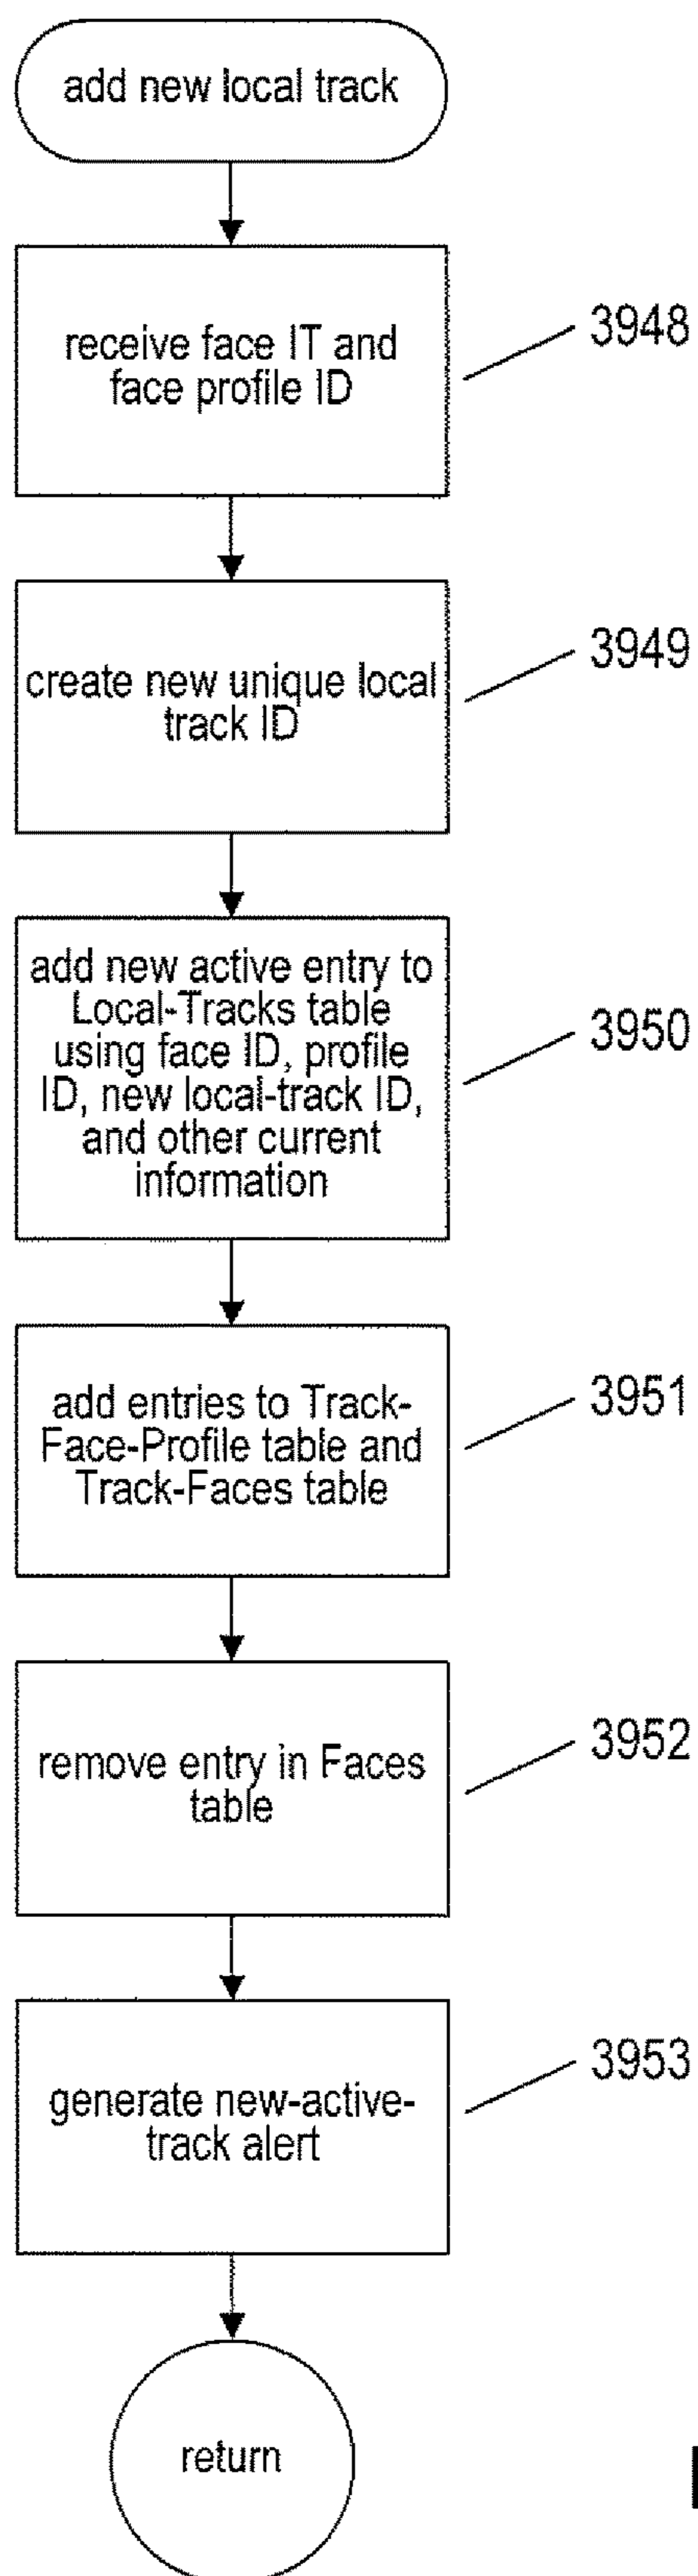 add new local track
receive face IT and
face profile ID
3948
create new unique local
track ID
3949
add new active entry to
Local-Tracks table
using face ID, profile
ID, new local-track ID,
and other current
information
3950
add entries to Track-
Face-Profile table and
Track-Faces table
3951
remove entry in Faces
table
3952
generate new-active-
track alert
3953
return